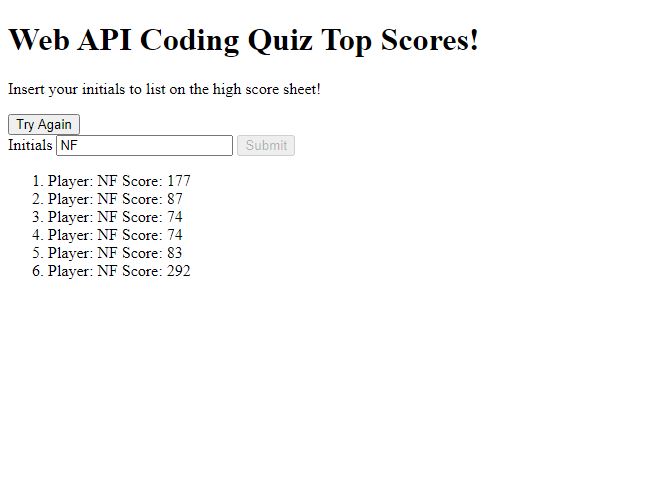 Web API Coding Quiz Top Scores!
Insert your initials to list on the high score sheet!
Try Again
Initials NF Submit
1. Player: NF Score: 177
2. Player: NF Score: 87
3. Player: NF Score: 74
4. Player: NF Score: 74
5. Player: NF Score: 83
6. Player: NF Score: 292